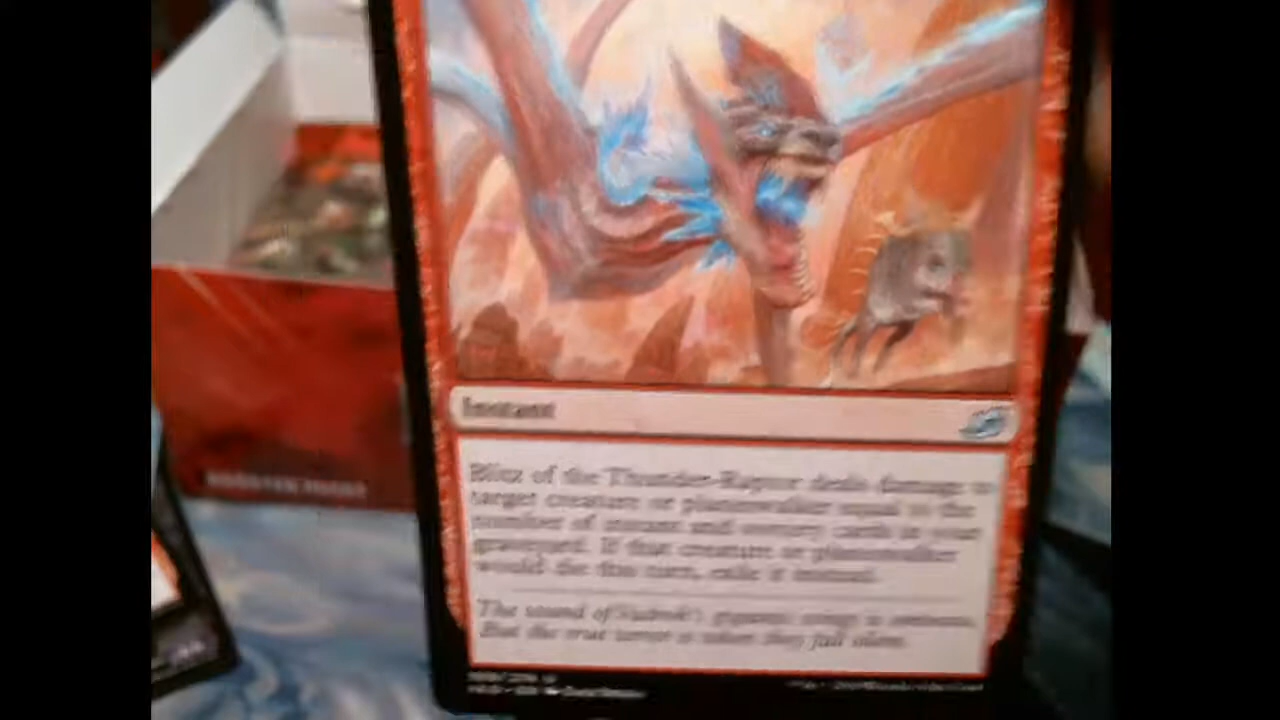 Instant
Blitz of the Thunder-Raptor deals damage to
target creature or planeswalker equal to the
number of instant and sorcery cards in your
graveyard. If that creature or planeswalker
would die this turn, exile it instead.
The sound of gigantic wings is
But the true terror is when they fall silent.